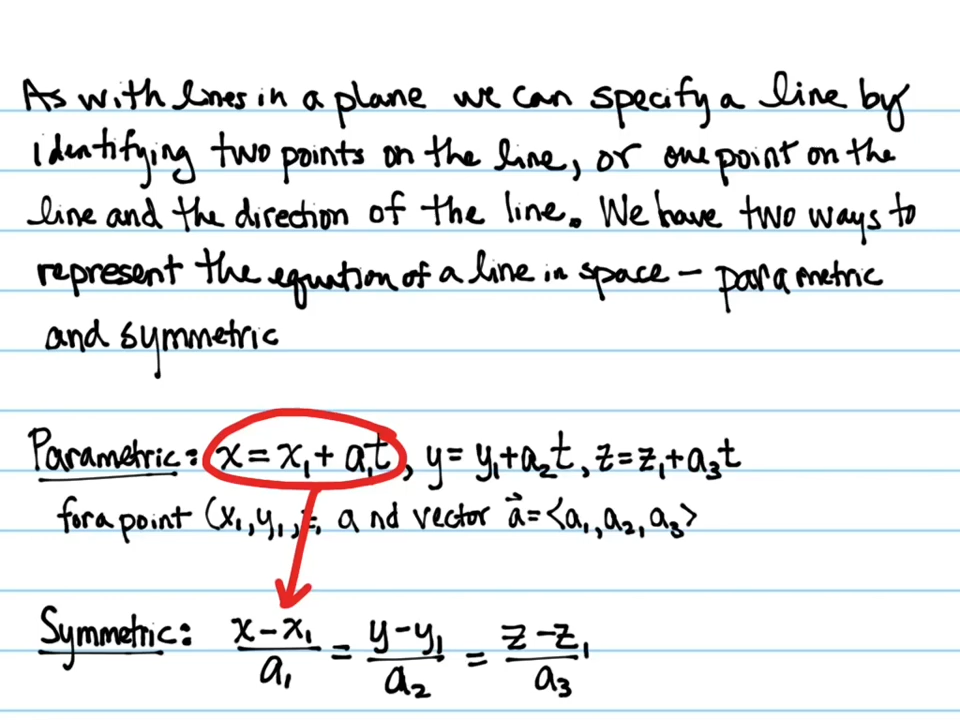 As with lines in a plane we can specify a line by
identifying two points on the line, or one point on the
line and the direction of the line. We have two ways to
represent the equation of a line in space – parametric
and symmetric
Parametric: x = x₁ + a₁t, y = y₁ + a₂t, z = z₁ + a₃t
for a point (x₁, y₁, and vector a⃗ = <a₁, a₂, a₃>
Symmetric: (x - x₁)/a₁ = (y - y₁)/a₂ = (z - z₁)/a₃